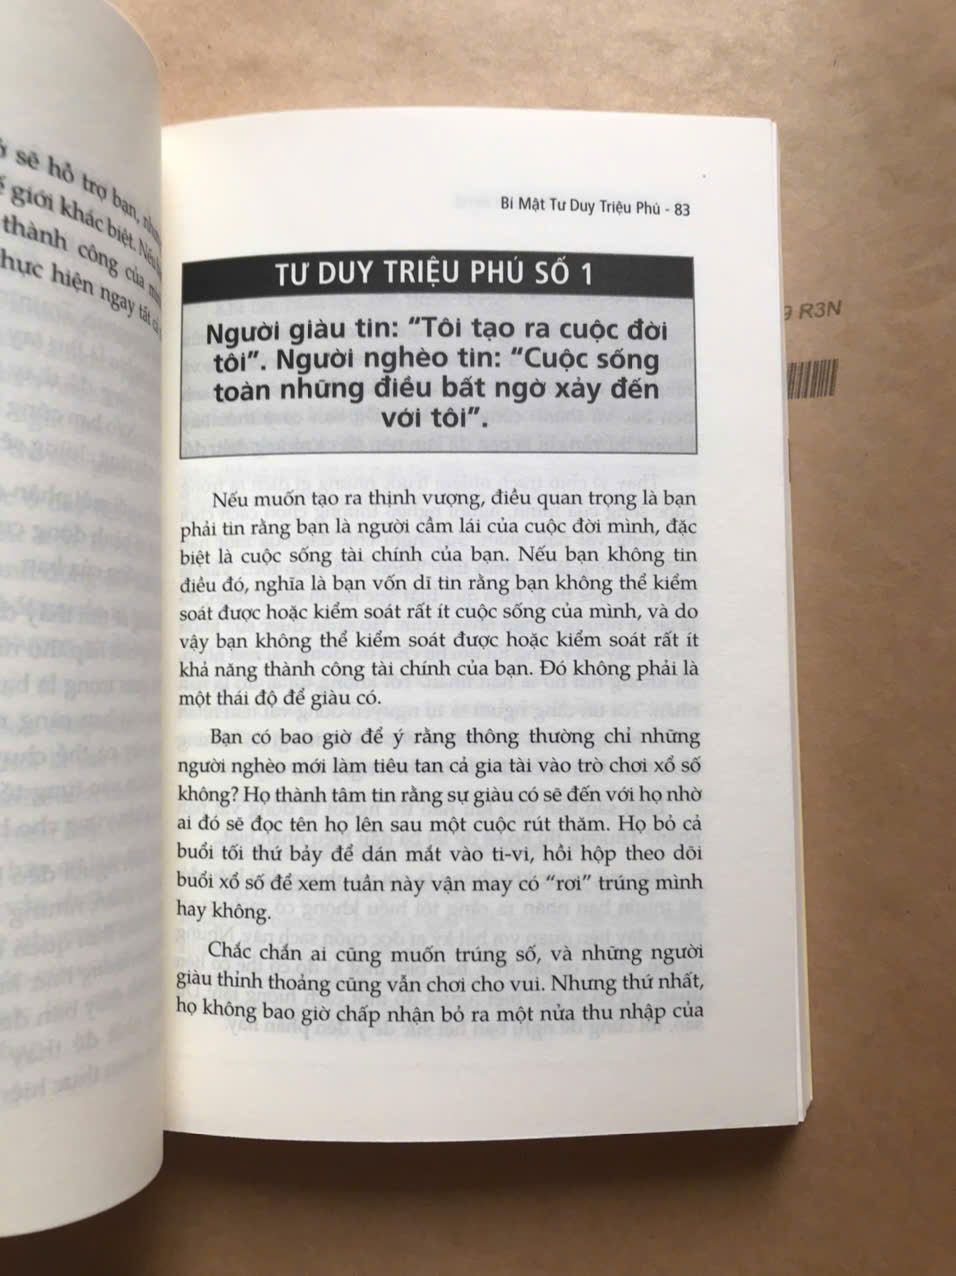 sẽ hỗ trợ bạn,
giới khác biệt. Nếu
thành công của
hực hiện ngay tất cả
Bí Mật Tư Duy Triệu Phú - 83
TƯ DUY TRIỆU PHÚ SỐ 1
Người giàu tin: “Tôi tạo ra cuộc đời
tôi”. Người nghèo tin: “Cuộc sống
toàn những điều bất ngờ xảy đến
với tôi”.
Nếu muốn tạo ra thịnh vượng, điều quan trọng là bạn
phải tin rằng bạn là người cầm lái của cuộc đời mình, đặc
biệt là cuộc sống tài chính của bạn. Nếu bạn không tin
điều đó, nghĩa là bạn vốn dĩ tin rằng bạn không thể kiểm
soát được hoặc kiểm soát rất ít cuộc sống của mình, và do
vậy bạn không thể kiểm soát được hoặc kiểm soát rất ít
khả năng thành công tài chính của bạn. Đó không phải là
một thái độ để giàu có.
Bạn có bao giờ để ý rằng thông thường chỉ những
người nghèo mới làm tiêu tan cả gia tài vào trò chơi xổ số
không? Họ thành tâm tin rằng sự giàu có sẽ đến với họ nhờ
ai đó sẽ đọc tên họ lên sau một cuộc rút thăm. Họ bỏ cả
buổi tối thứ bảy để dán mắt vào ti-vi, hồi hộp theo dõi
buổi xổ số để xem tuần này vận may có “rơi” trúng mình
hay không.
Chắc chắn ai cũng muốn trúng số, và những người
giàu thỉnh thoảng cũng vẫn chơi cho vui. Nhưng thứ nhất,
họ không bao giờ chấp nhận bỏ ra một nửa thu nhập của
9 R3N